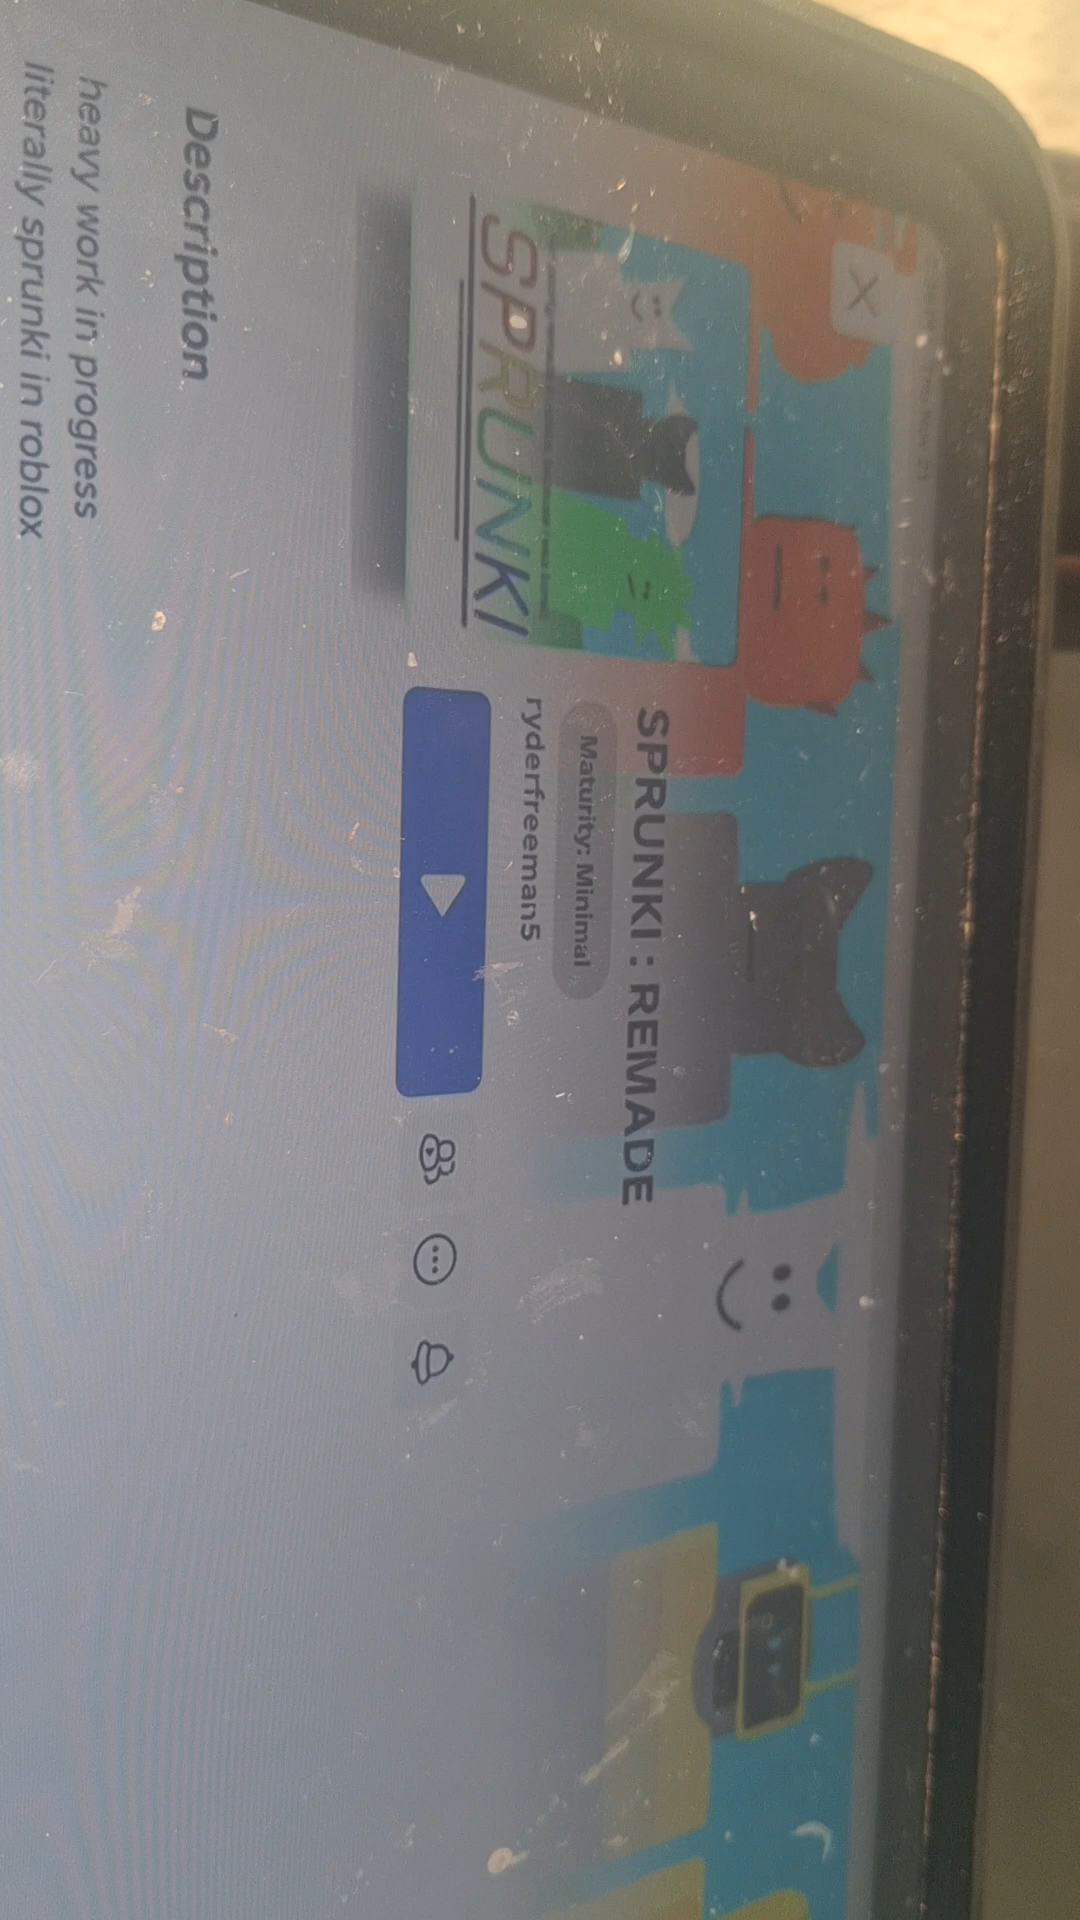 SPRUNKI
SPRUNKI : REMADE
Maturity: Minimal
ryderfreeman5
Description
heavy work in progress
literally sprunki in roblox